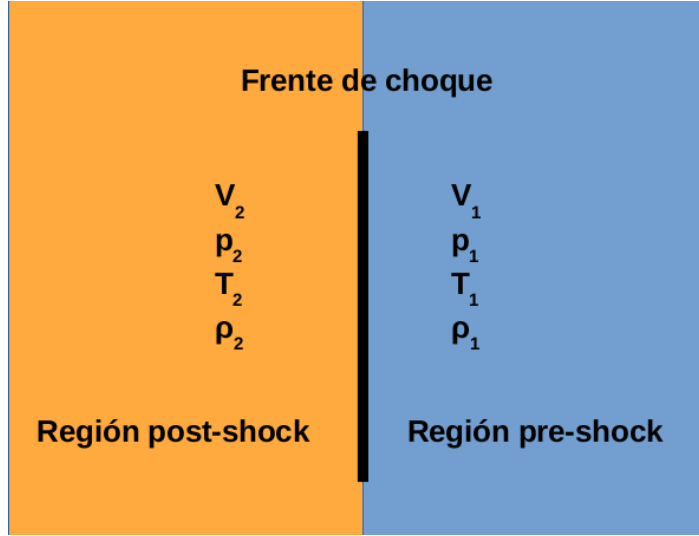 Frente de choque
V₂ V₁
p₂ p₁
T₂ T₁
ρ₂ ρ₁
Región post-shock Región pre-shock